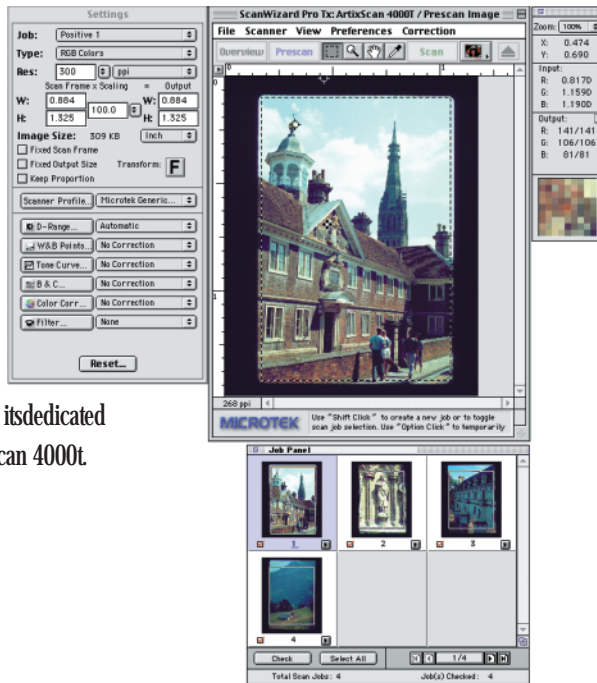 Settings
Job: Positive 1
Type: RGB Colors
Res: 300 ppi
Scan Frame x Scaling = Output
W: 0.884 100.0 W: 0.884
H: 1.325 H: 1.325
Image Size: 309 KB Inch
Fixed Scan Frame
Fixed Output Size Transform: F
Keep Proportion
Scanner Profile... Microtek Generic...
D-Range... Automatic
W&B Points... No Correction
Tone Curve... No Correction
B & C... No Correction
Color Corr... No Correction
Filter... None
Reset...
ScanWizard Pro Tx: ArtixScan 4000T / Prescan Image
File Scanner View Preferences Correction
Overview Prescan Scan
0 1
0
1
268 ppi
MICROTEK
Use "Shift Click" to create a new job or to toggle
scan job selection. Use "Option Click" to temporarily
Zoom: 100%
X: 0.474
Y: 0.690
Input:
R: 0.817D
G: 1.159D
B: 1.190D
Output:
R: 141/141
G: 106/106
B: 81/81
itsdedicated
can 4000t.
Job Panel
1 2 3
4
Check Select All 1/4
Total Scan Jobs: 4 Job(s) Checked: 4